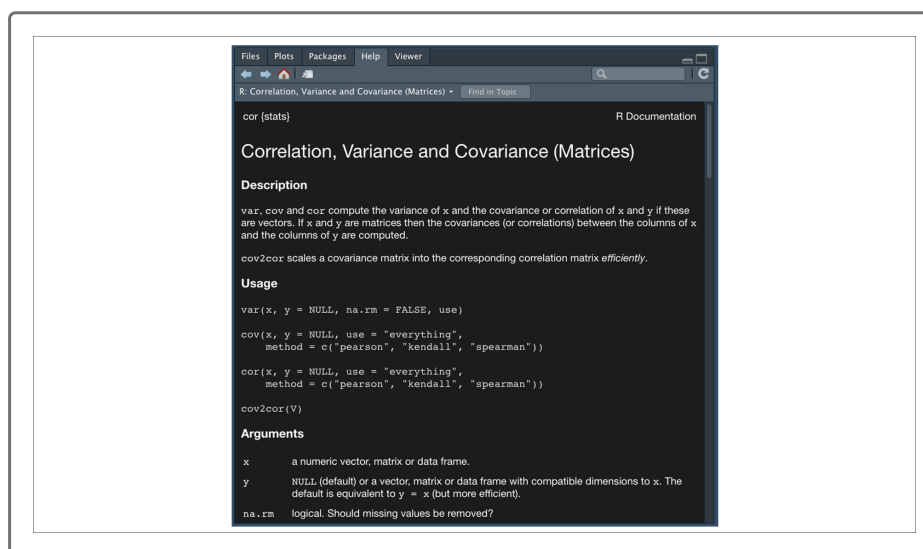 Files Plots Packages Help Viewer
R: Correlation, Variance and Covariance (Matrices) Find in Topic
cor {stats} R Documentation
Correlation, Variance and Covariance (Matrices)
Description
var, cov and cor compute the variance of x and the covariance or correlation of x and y if these
are vectors. If x and y are matrices then the covariances (or correlations) between the columns of x
and the columns of y are computed.
cov2cor scales a covariance matrix into the corresponding correlation matrix efficiently.
Usage
var(x, y = NULL, na.rm = FALSE, use)
cov(x, y = NULL, use = "everything",
method = c("pearson", "kendall", "spearman"))
cor(x, y = NULL, use = "everything",
method = c("pearson", "kendall", "spearman"))
cov2cor(V)
Arguments
x a numeric vector, matrix or data frame.
y NULL (default) or a vector, matrix or data frame with compatible dimensions to x. The
default is equivalent to y = x (but more efficient).
na.rm logical. Should missing values be removed?